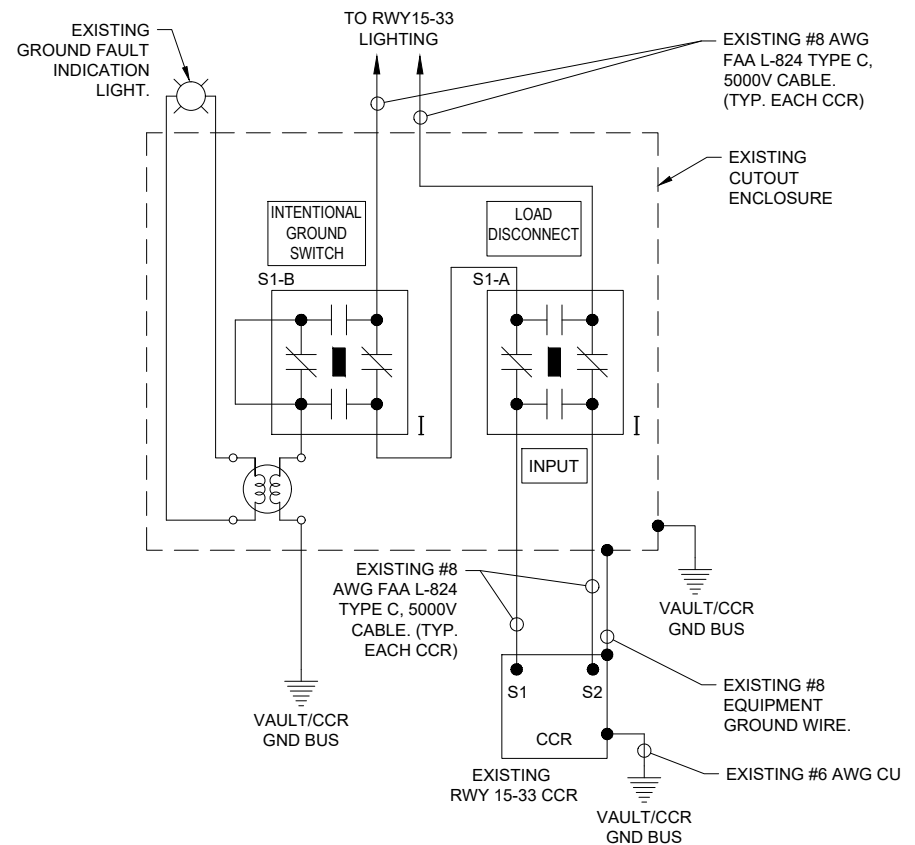 EXISTING
GROUND FAULT
INDICATION
LIGHT.
TO RWY15-33
LIGHTING
EXISTING #8 AWG
FAA L-824 TYPE C,
5000V CABLE.
(TYP. EACH CCR)
EXISTING
CUTOUT
ENCLOSURE
INTENTIONAL
GROUND
SWITCH
LOAD
DISCONNECT
S1-B
S1-A
I
I
INPUT
EXISTING #8
AWG FAA L-824
TYPE C, 5000V
CABLE. (TYP.
EACH CCR)
VAULT/CCR
GND BUS
VAULT/CCR
GND BUS
S1
S2
CCR
EXISTING
RWY 15-33 CCR
EXISTING #8
EQUIPMENT
GROUND WIRE.
EXISTING #6 AWG CU
VAULT/CCR
GND BUS